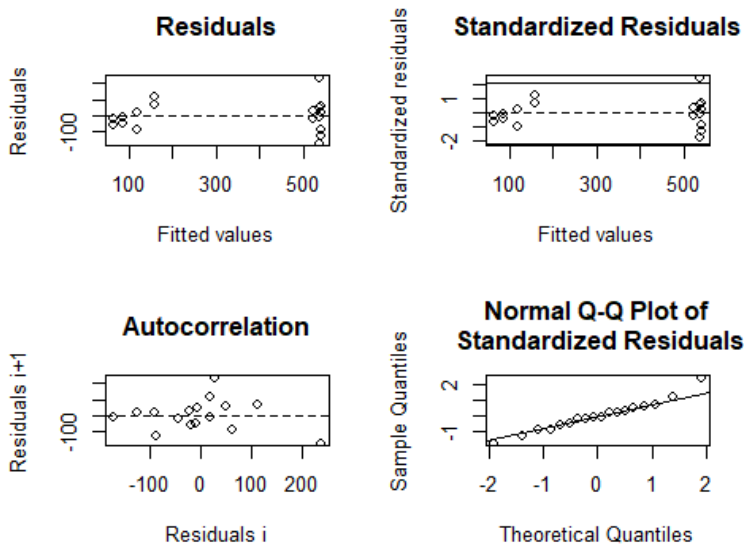 Residuals
Residuals
-100
100
300
500
Fitted values
Standardized Residuals
Standardized residuals
1
-2
100
300
500
Fitted values
Autocorrelation
Residuals i+1
-100
-100
0
100
200
Residuals i
Normal Q-Q Plot of
Standardized Residuals
Sample Quantiles
2
-1
-2
-1
0
1
2
Theoretical Quantiles